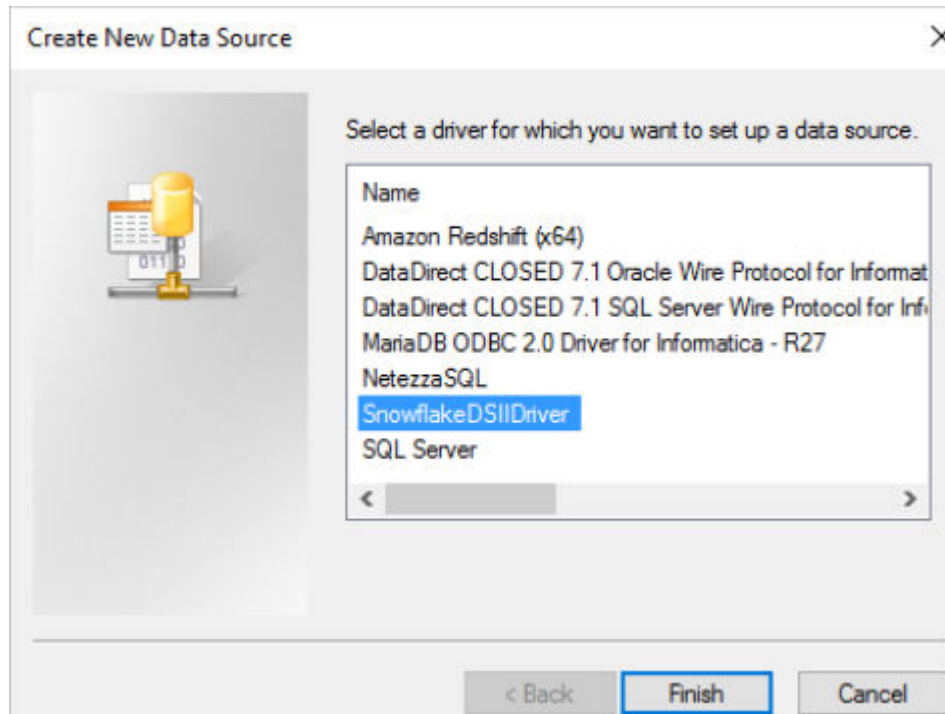 Create New Data Source
Select a driver for which you want to set up a data source.
Name
Amazon Redshift (x64)
DataDirect CLOSED 7.1 Oracle Wire Protocol for Informat
DataDirect CLOSED 7.1 SQL Server Wire Protocol for Inf
MariaDB ODBC 2.0 Driver for Informatica - R27
NetezzaSQL
SnowflakeDSIIDriver
SQL Server
< Back Finish Cancel